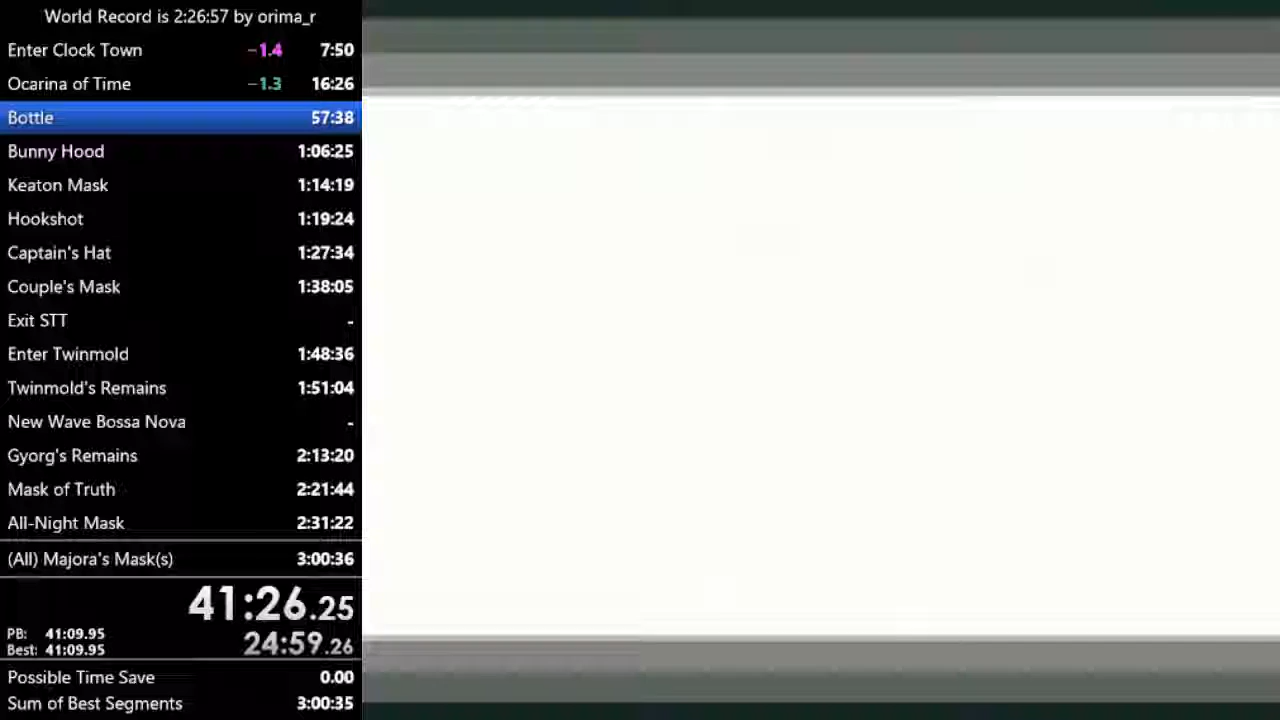 World Record is 2:26:57 by orima_r
Enter Clock Town −1.4 7:50
Ocarina of Time −1.3 16:26
Bottle 57:38
Bunny Hood 1:06:25
Keaton Mask 1:14:19
Hookshot 1:19:24
Captain's Hat 1:27:34
Couple's Mask 1:38:05
Exit STT -
Enter Twinmold 1:48:36
Twinmold's Remains 1:51:04
New Wave Bossa Nova -
Gyorg's Remains 2:13:20
Mask of Truth 2:21:44
All-Night Mask 2:31:22
(All) Majora's Mask(s) 3:00:36
41:26.25
PB: 41:09.95
Best: 41:09.95 24:59.26
Possible Time Save 0.00
Sum of Best Segments 3:00:35